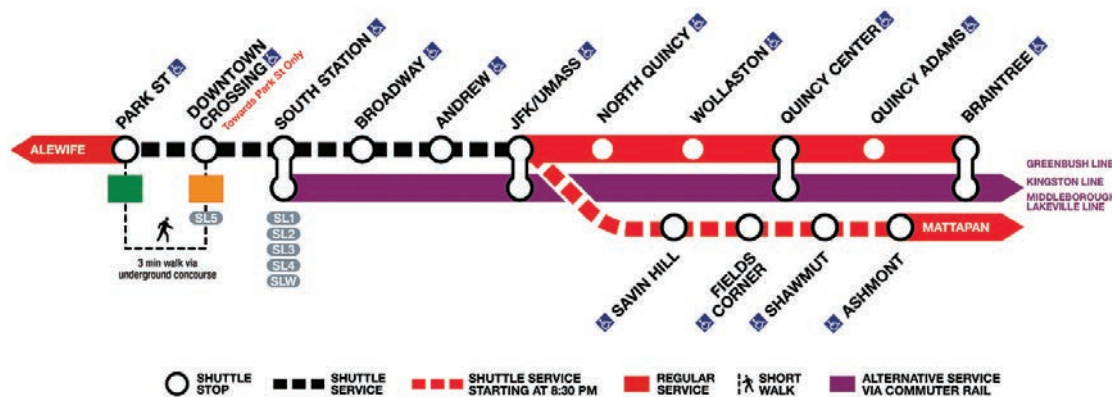 PARK ST
DOWNTOWN
CROSSING
Towards Park St Only
SOUTH STATION
BROADWAY
ANDREW
JFK/UMASS
NORTH QUINCY
WOLLASTON
QUINCY CENTER
QUINCY ADAMS
BRAINTREE
ALEWIFE
GREENBUSH LINE
KINGSTON LINE
MIDDLEBOROUGH
LAKEVILLE LINE
SL5
SL1
SL2
SL3
SL4
SLW
MATTAPAN
3 min walk via
underground concourse
SAVIN HILL
FIELDS
CORNER
SHAWMUT
ASHMONT
SHUTTLE
STOP
SHUTTLE
SERVICE
SHUTTLE SERVICE
STARTING AT 8:30 PM
REGULAR
SERVICE
SHORT
WALK
ALTERNATIVE SERVICE
VIA COMMUTER RAIL